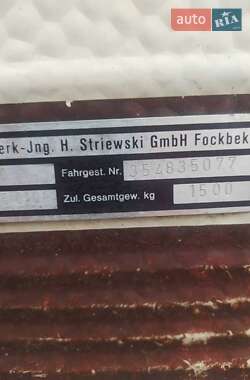 auto RIA
erk-Jng. H. Striewski GmbH Fockbek
Fahrgest. Nr. 354835077
Zul. Gesamtgew. kg 1500